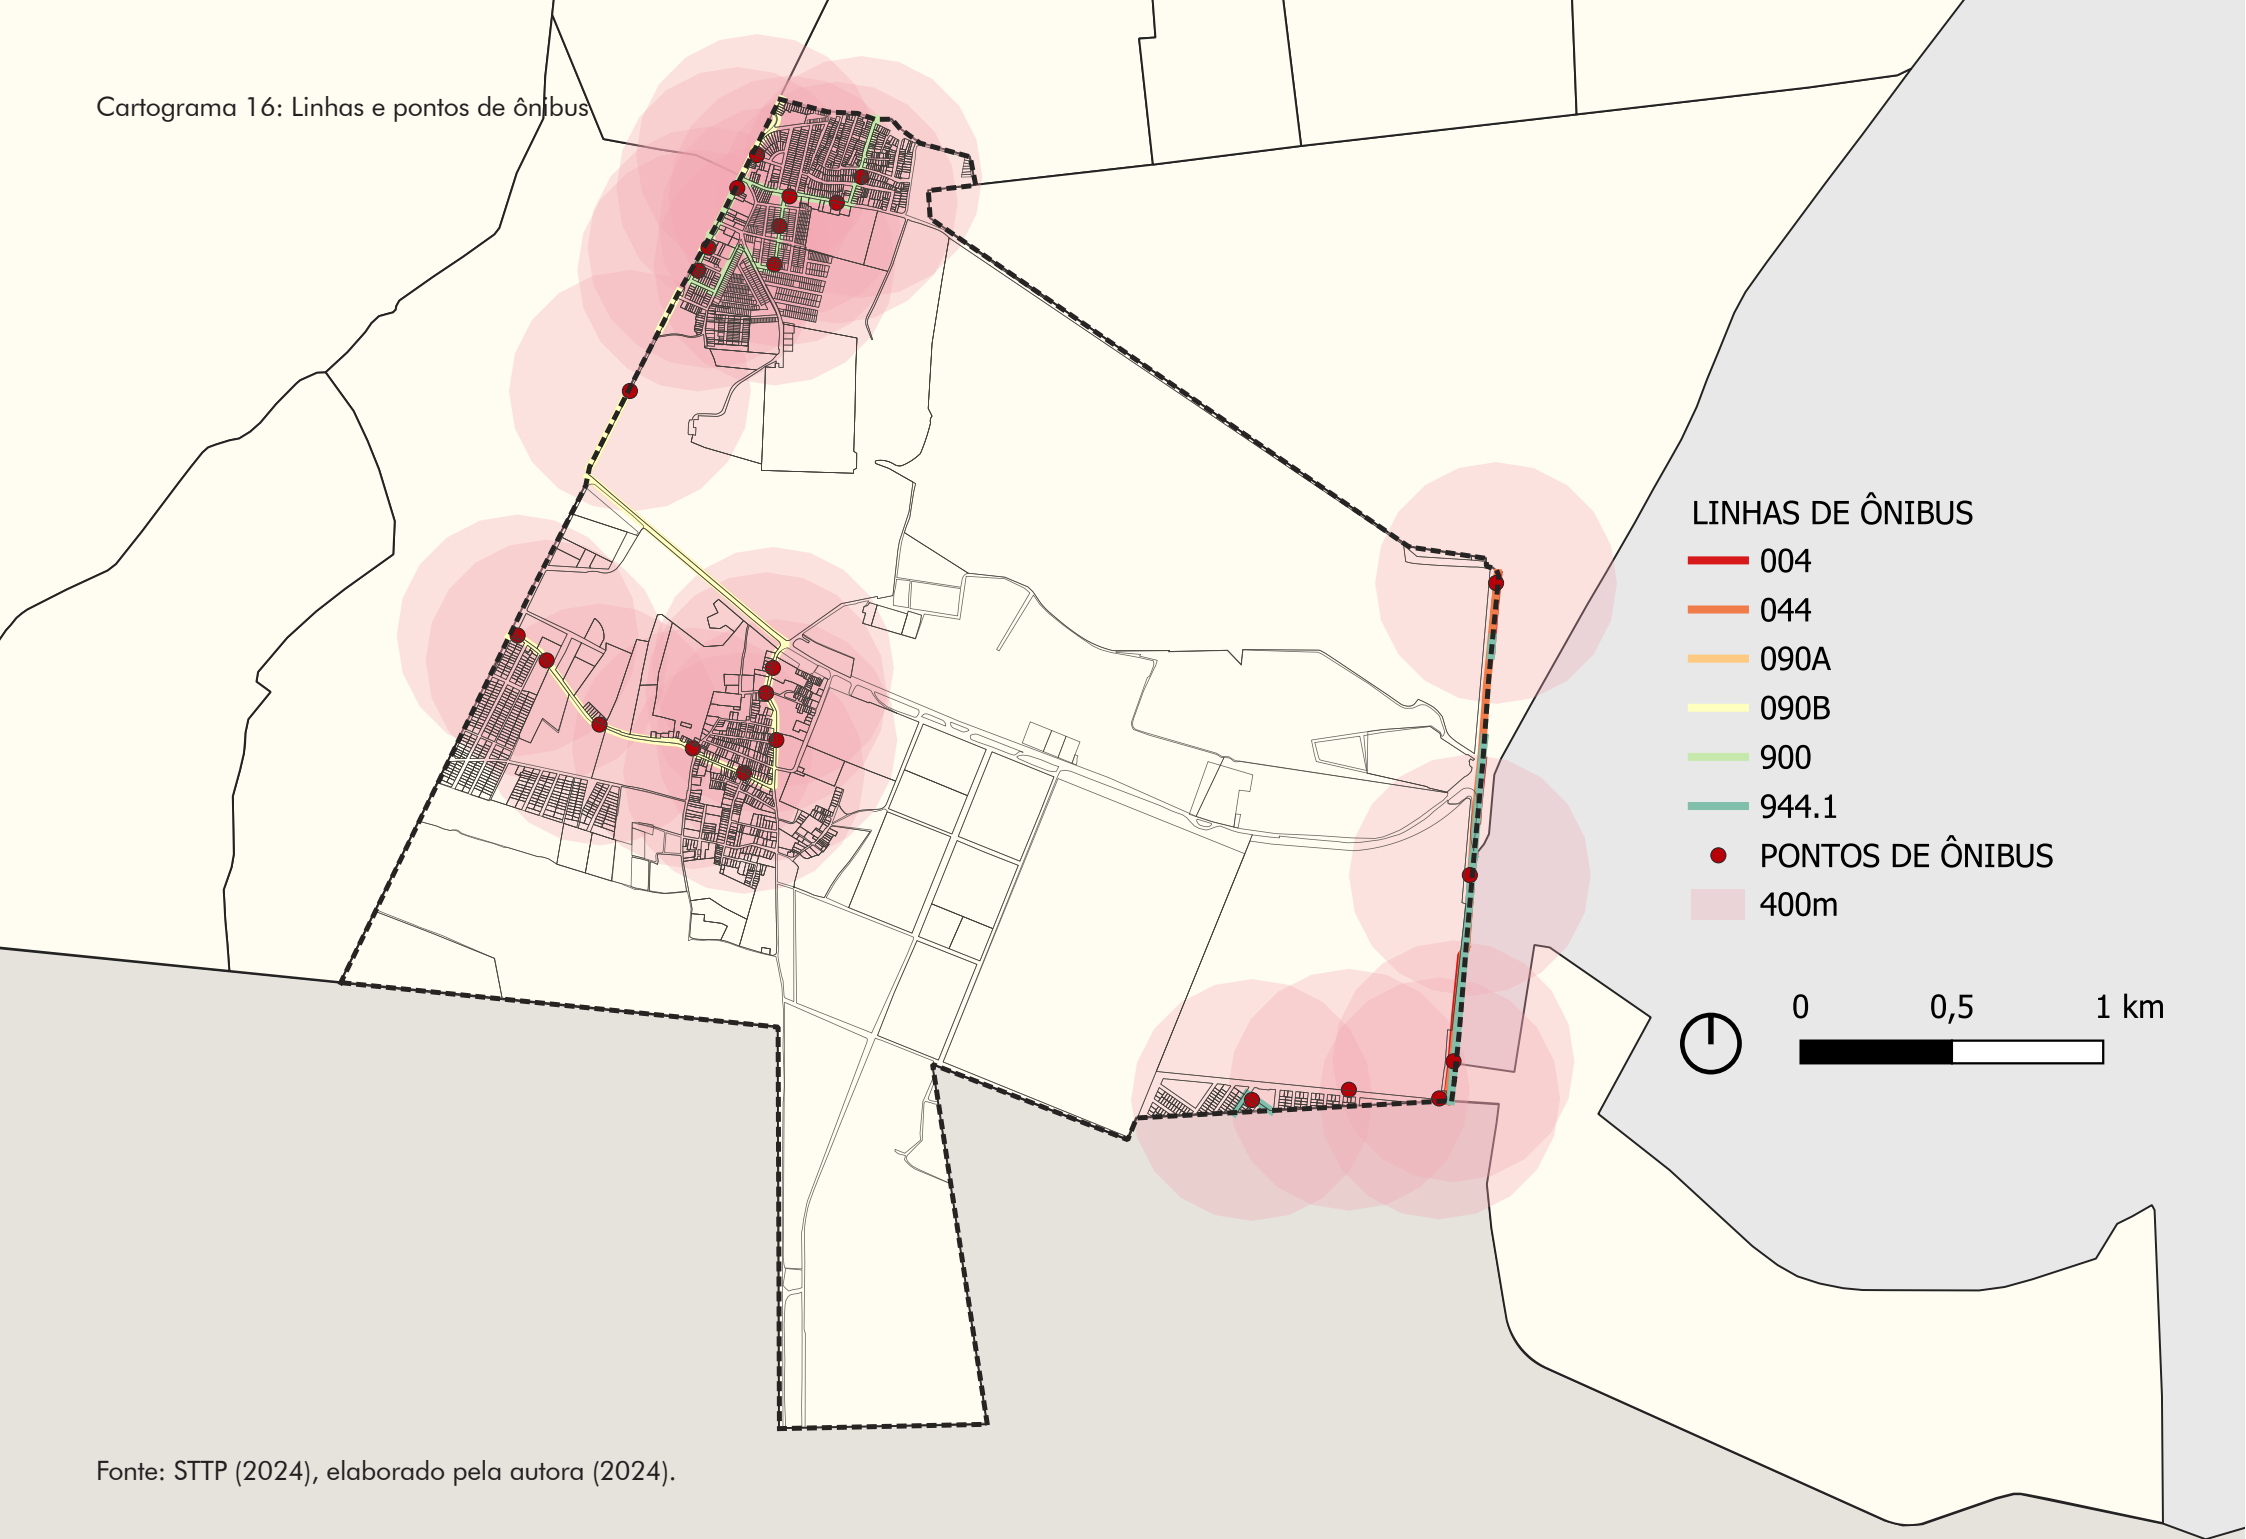 Cartograma 16: Linhas e pontos de ônibus
LINHAS DE ÔNIBUS
004
044
090A
090B
900
944.1
PONTOS DE ÔNIBUS
400m
0 0,5 1 km
Fonte: STTP (2024), elaborado pela autora (2024).